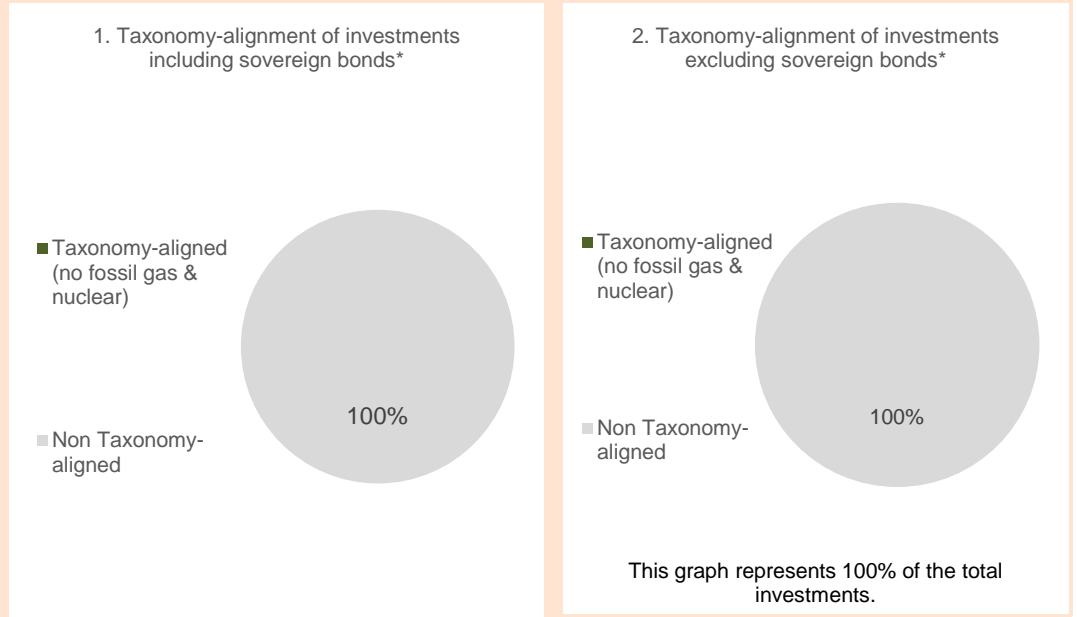 1. Taxonomy-alignment of investments
including sovereign bonds*
Taxonomy-aligned
(no fossil gas &
nuclear)
Non Taxonomy-
aligned
100%
2. Taxonomy-alignment of investments
excluding sovereign bonds*
Taxonomy-aligned
(no fossil gas &
nuclear)
Non Taxonomy-
aligned
100%
This graph represents 100% of the total
investments.